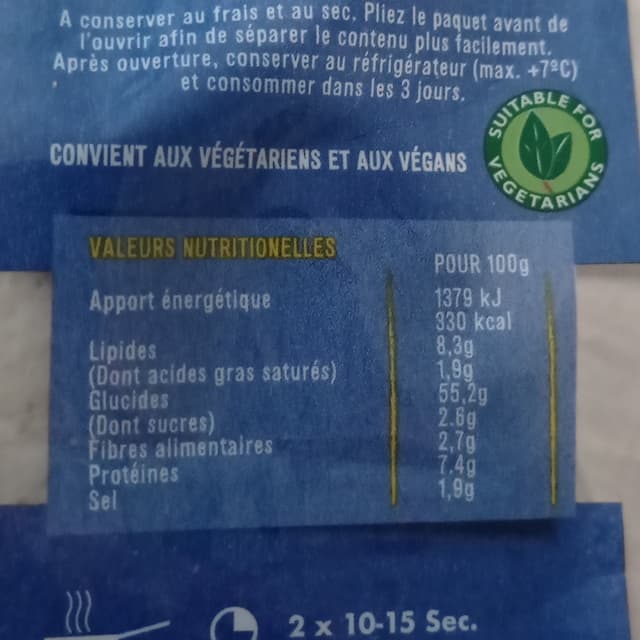 A conserver au frais et au sec. Pliez le paquet avant de
l'ouvrir afin de séparer le contenu plus facilement.
Après ouverture, conserver au réfrigérateur (max. +7°C)
et consommer dans les 3 jours.
CONVIENT AUX VÉGÉTARIENS ET AUX VÉGANS
SUITABLE FOR
VEGETARIANS
VALEURS NUTRITIONELLES
POUR 100g
Apport énergétique 1379 kJ
330 kcal
Lipides 8,3g
(Dont acides gras saturés) 1,9g
Glucides 55,2g
(Dont sucres) 2,6g
Fibres alimentaires 2,7g
Protéines 7,4g
Sel 1,9g
2 x 10-15 Sec.